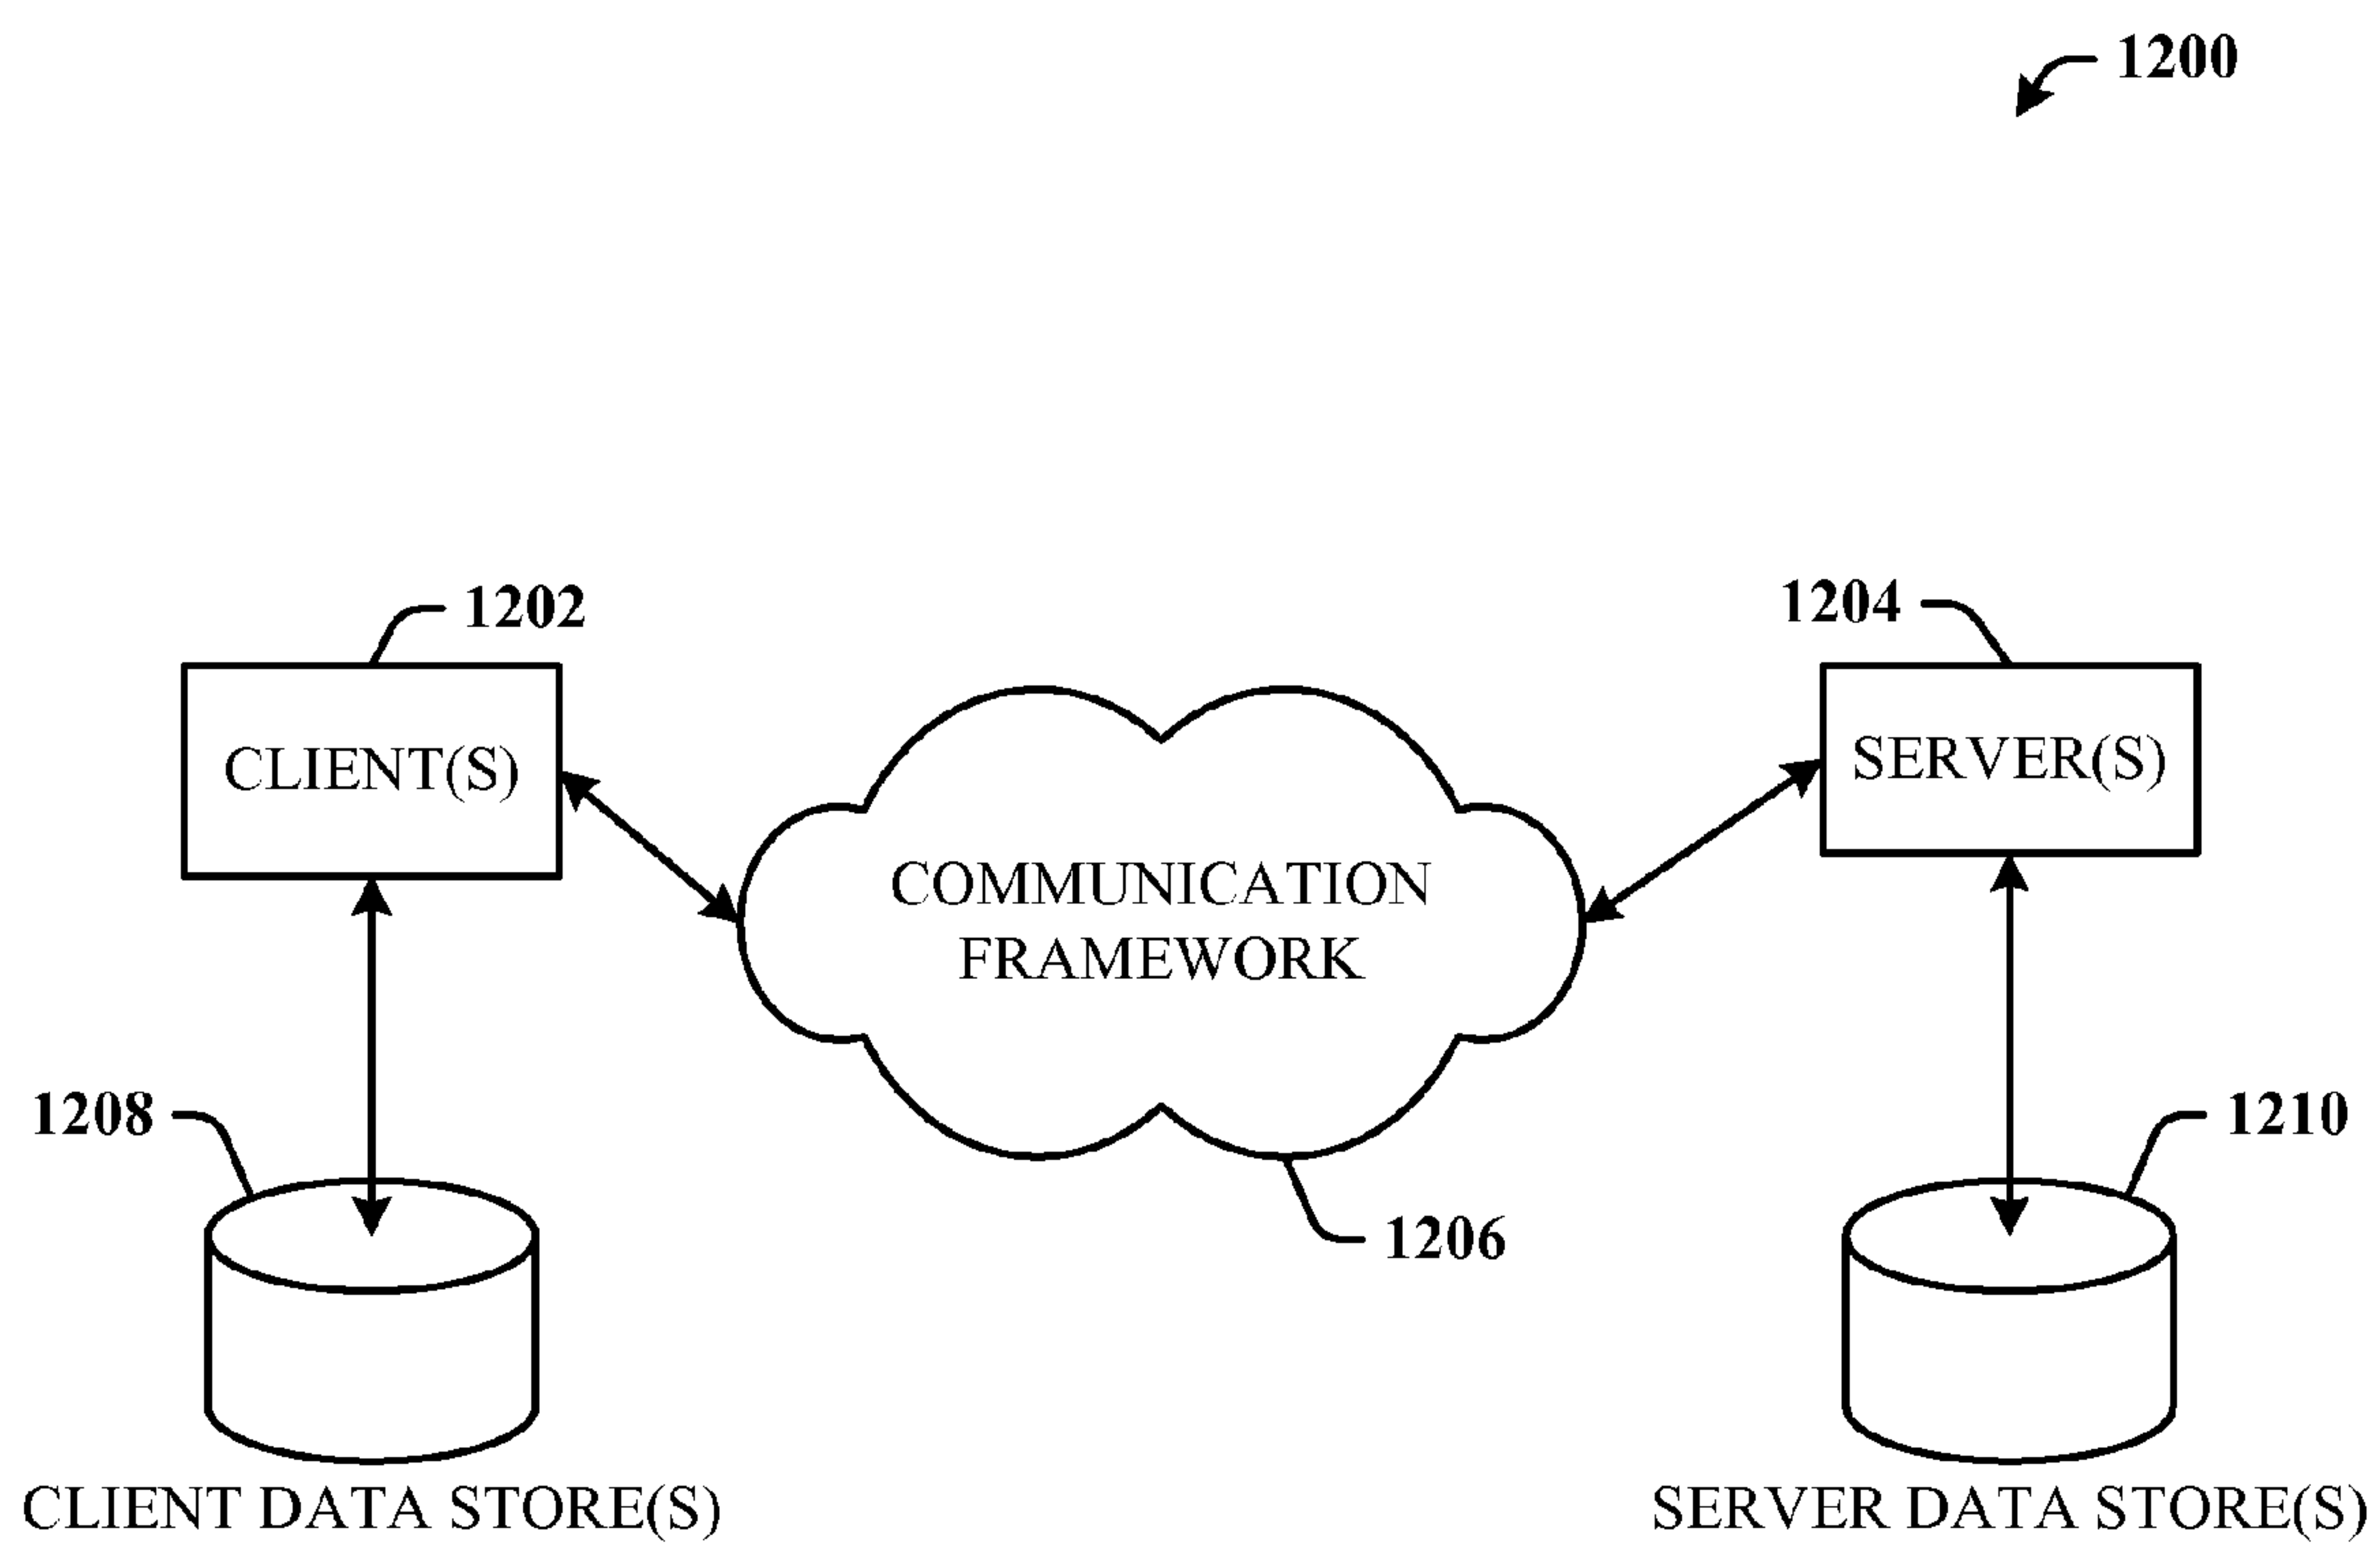 1200
1202
1204
CLIENT(S)
SERVER(S)
COMMUNICATION
FRAMEWORK
1208
1210
1206
CLIENT DATA STORE(S)
SERVER DATA STORE(S)